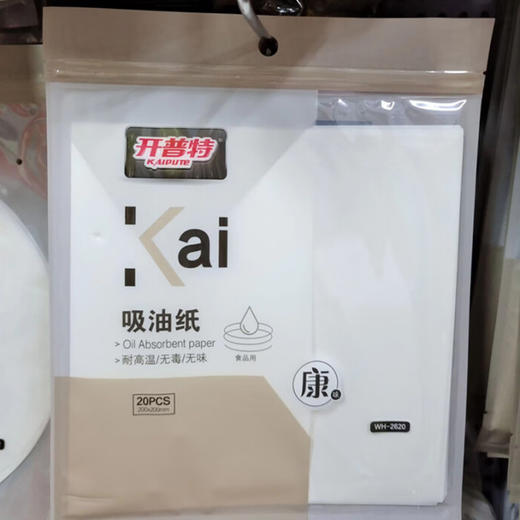 开普特
KAIPUTE
Kai
吸油纸
> Oil Absorbent paper
> 耐高温/无毒/无味
食品用
20PCS
200x200mm
康
WH-2620